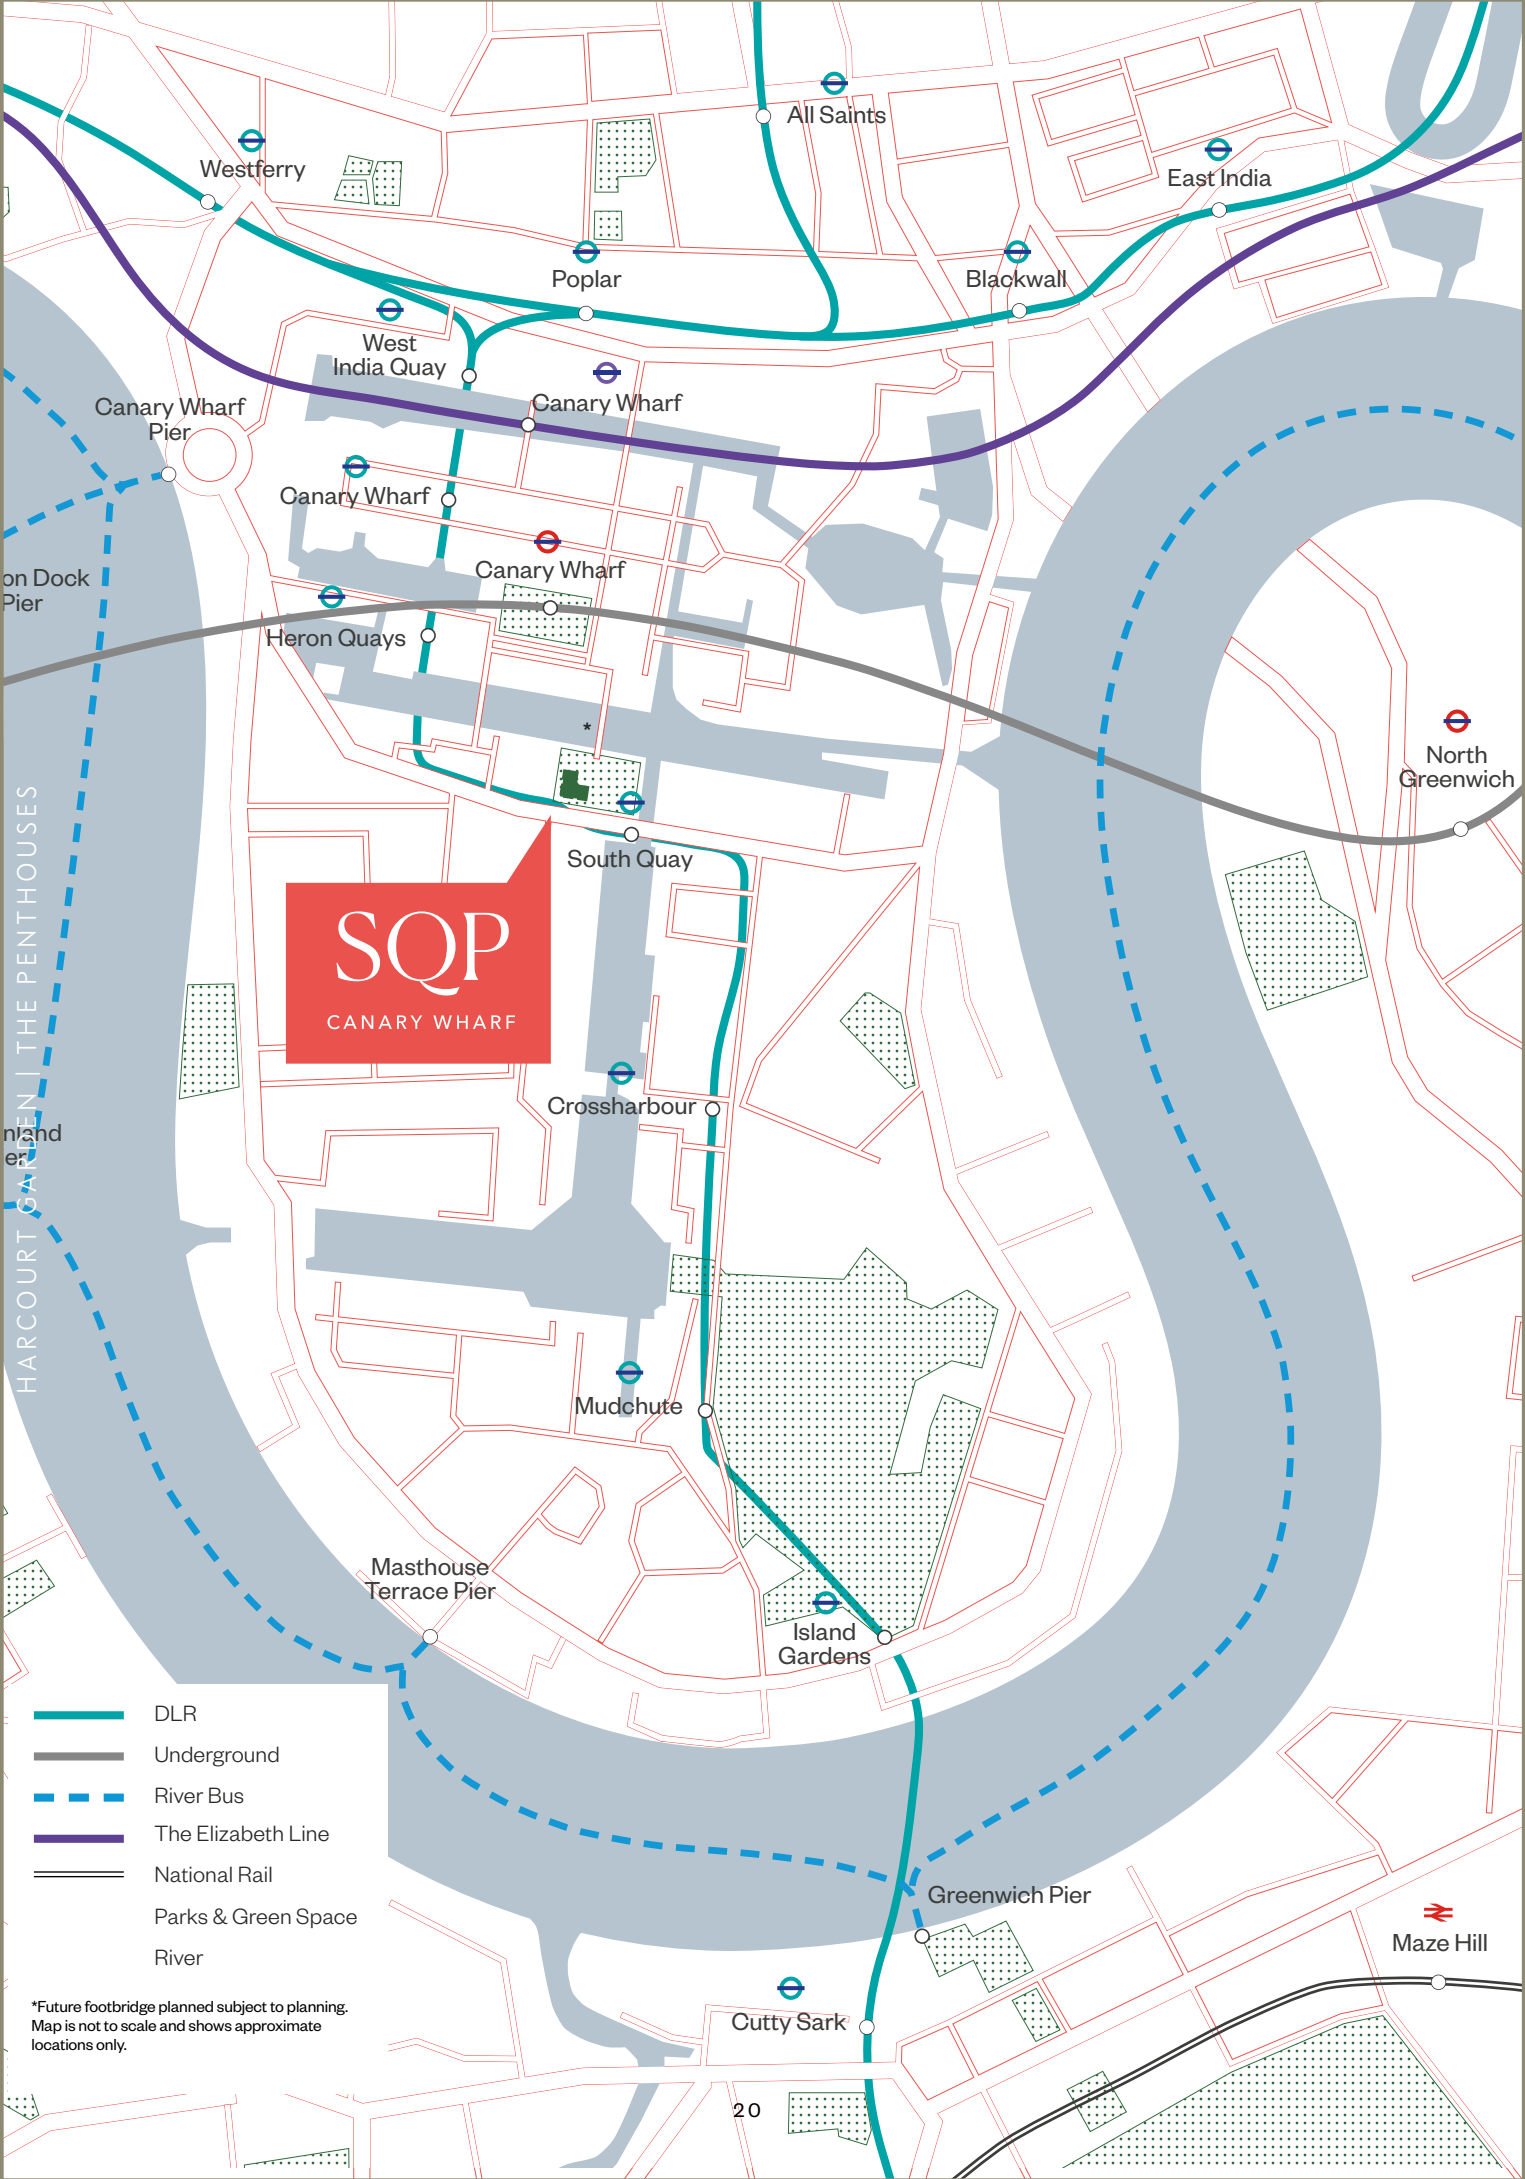 All Saints
Westferry
East India
Poplar
Blackwall
West
India Quay
Canary Wharf
Canary Wharf
Pier
Canary Wharf
Canary Wharf
on Dock
Pier
Heron Quays
*
North
Greenwich
South Quay
SQP
CANARY WHARF
HARCOURT GARDEN | THE PENTHOUSES
Crossharbour
nland
er
Mudchute
Masthouse
Terrace Pier
Island
Gardens
DLR
Underground
River Bus
The Elizabeth Line
National Rail
Parks & Green Space
River
*Future footbridge planned subject to planning.
Map is not to scale and shows approximate
locations only.
Greenwich Pier
Maze Hill
Cutty Sark
20